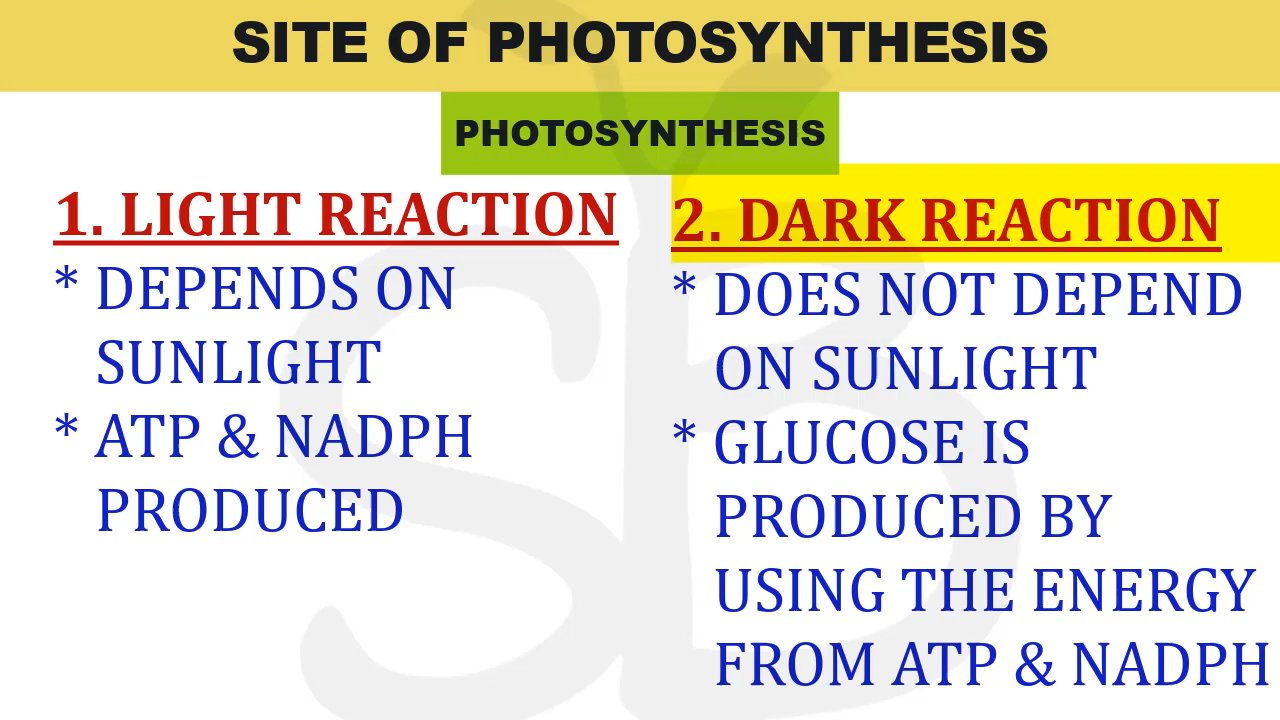 SITE OF PHOTOSYNTHESIS
PHOTOSYNTHESIS
1. LIGHT REACTION
* DEPENDS ON
SUNLIGHT
* ATP & NADPH
PRODUCED
2. DARK REACTION
* DOES NOT DEPEND
ON SUNLIGHT
* GLUCOSE IS
PRODUCED BY
USING THE ENERGY
FROM ATP & NADPH
SB